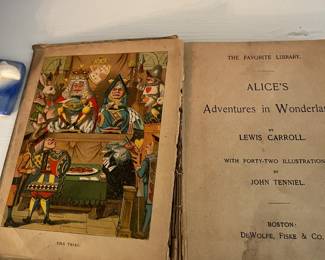 THE TRIAL.
THE FAVORITE LIBRARY.
ALICE'S
Adventures in Wonderla
BY
LEWIS CARROLL.
WITH FORTY-TWO ILLUSTRATION
BY
JOHN TENNIEL.
BOSTON:
DEWOLFE, FISKE & CO.